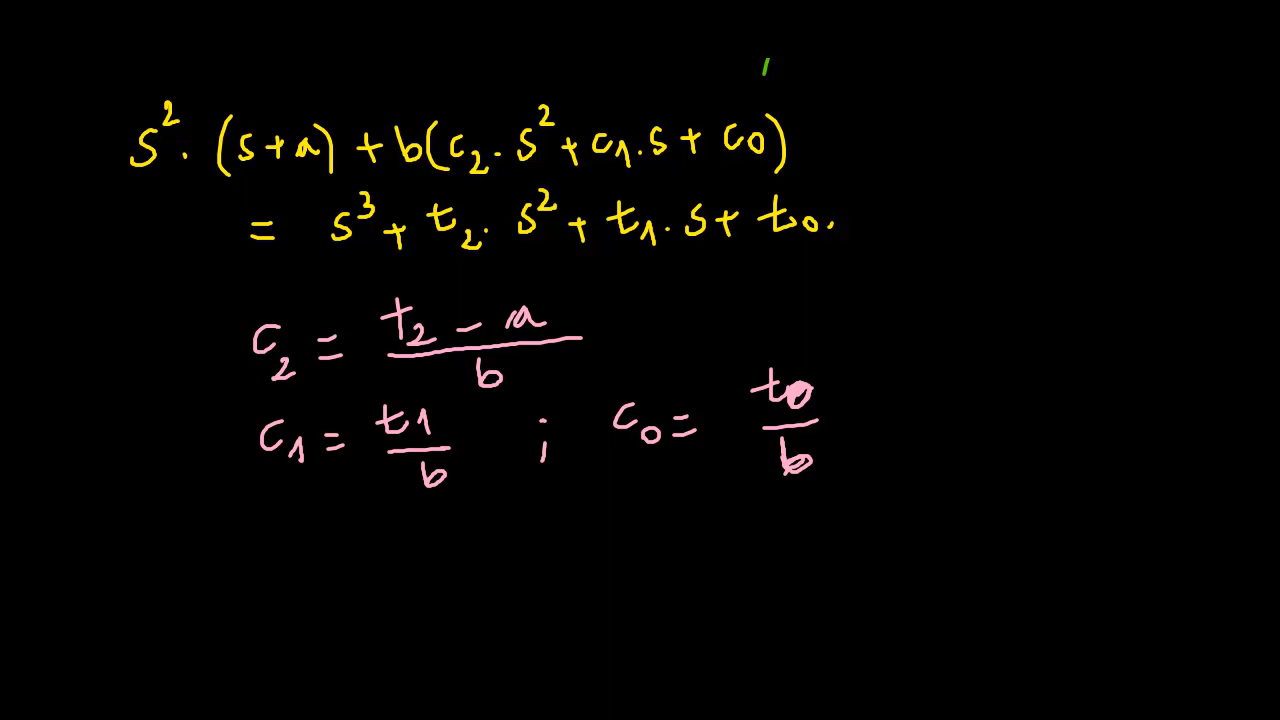 s². (s+a) + b(c₂. s² + c₁.s + c₀)
= s³ + t₂. s² + t₁. s + t₀.
c₂ = (t₂ - a)/b
c₁ = t₁/b ; c₀ = t₀/b